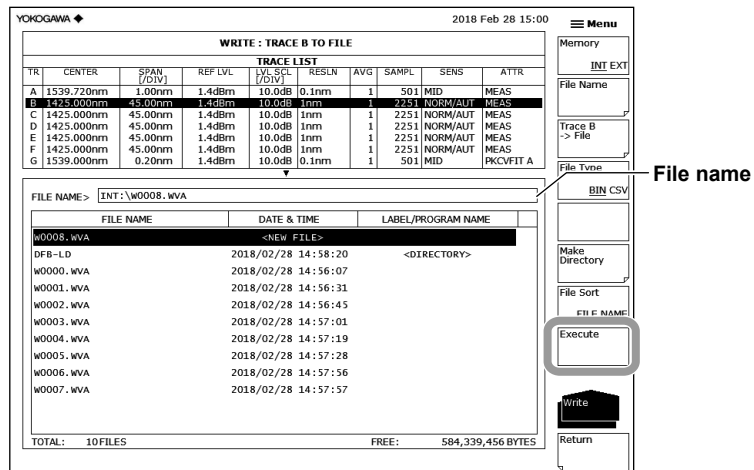 YOKOGAWA ◆ 2018 Feb 28 15:00
Menu
WRITE : TRACE B TO FILE
TRACE LIST
TR CENTER SPAN [/DIV] REF LVL LVL SCL [/DIV] RESLN AVG SAMPL SENS ATTR
A 1539.720nm 1.00nm 1.4dBm 10.0dB 0.1nm 1 501 MID MEAS
B 1425.000nm 45.00nm 1.4dBm 10.0dB 1nm 1 2251 NORM/AUT MEAS
C 1425.000nm 45.00nm 1.4dBm 10.0dB 1nm 1 2251 NORM/AUT MEAS
D 1425.000nm 45.00nm 1.4dBm 10.0dB 1nm 1 2251 NORM/AUT MEAS
E 1425.000nm 45.00nm 1.4dBm 10.0dB 1nm 1 2251 NORM/AUT MEAS
F 1425.000nm 45.00nm 1.4dBm 10.0dB 1nm 1 2251 NORM/AUT MEAS
G 1539.000nm 0.20nm 1.4dBm 10.0dB 0.1nm 1 501 MID PKCVFIT A
FILE NAME> INT:\W0008.WVA
FILE NAME DATE & TIME LABEL/PROGRAM NAME
W0008.WVA <NEW FILE>
DFB-LD 2018/02/28 14:58:20 <DIRECTORY>
W0000.WVA 2018/02/28 14:56:07
W0001.WVA 2018/02/28 14:56:31
W0002.WVA 2018/02/28 14:56:45
W0003.WVA 2018/02/28 14:57:01
W0004.WVA 2018/02/28 14:57:19
W0005.WVA 2018/02/28 14:57:28
W0006.WVA 2018/02/28 14:57:56
W0007.WVA 2018/02/28 14:57:57
TOTAL: 10FILES FREE: 584,339,456 BYTES
Memory
INT EXT
File Name
Trace B
-> File
File Type
BIN CSV
Make
Directory
File Sort
FILE NAME
Execute
Write
Return
File name